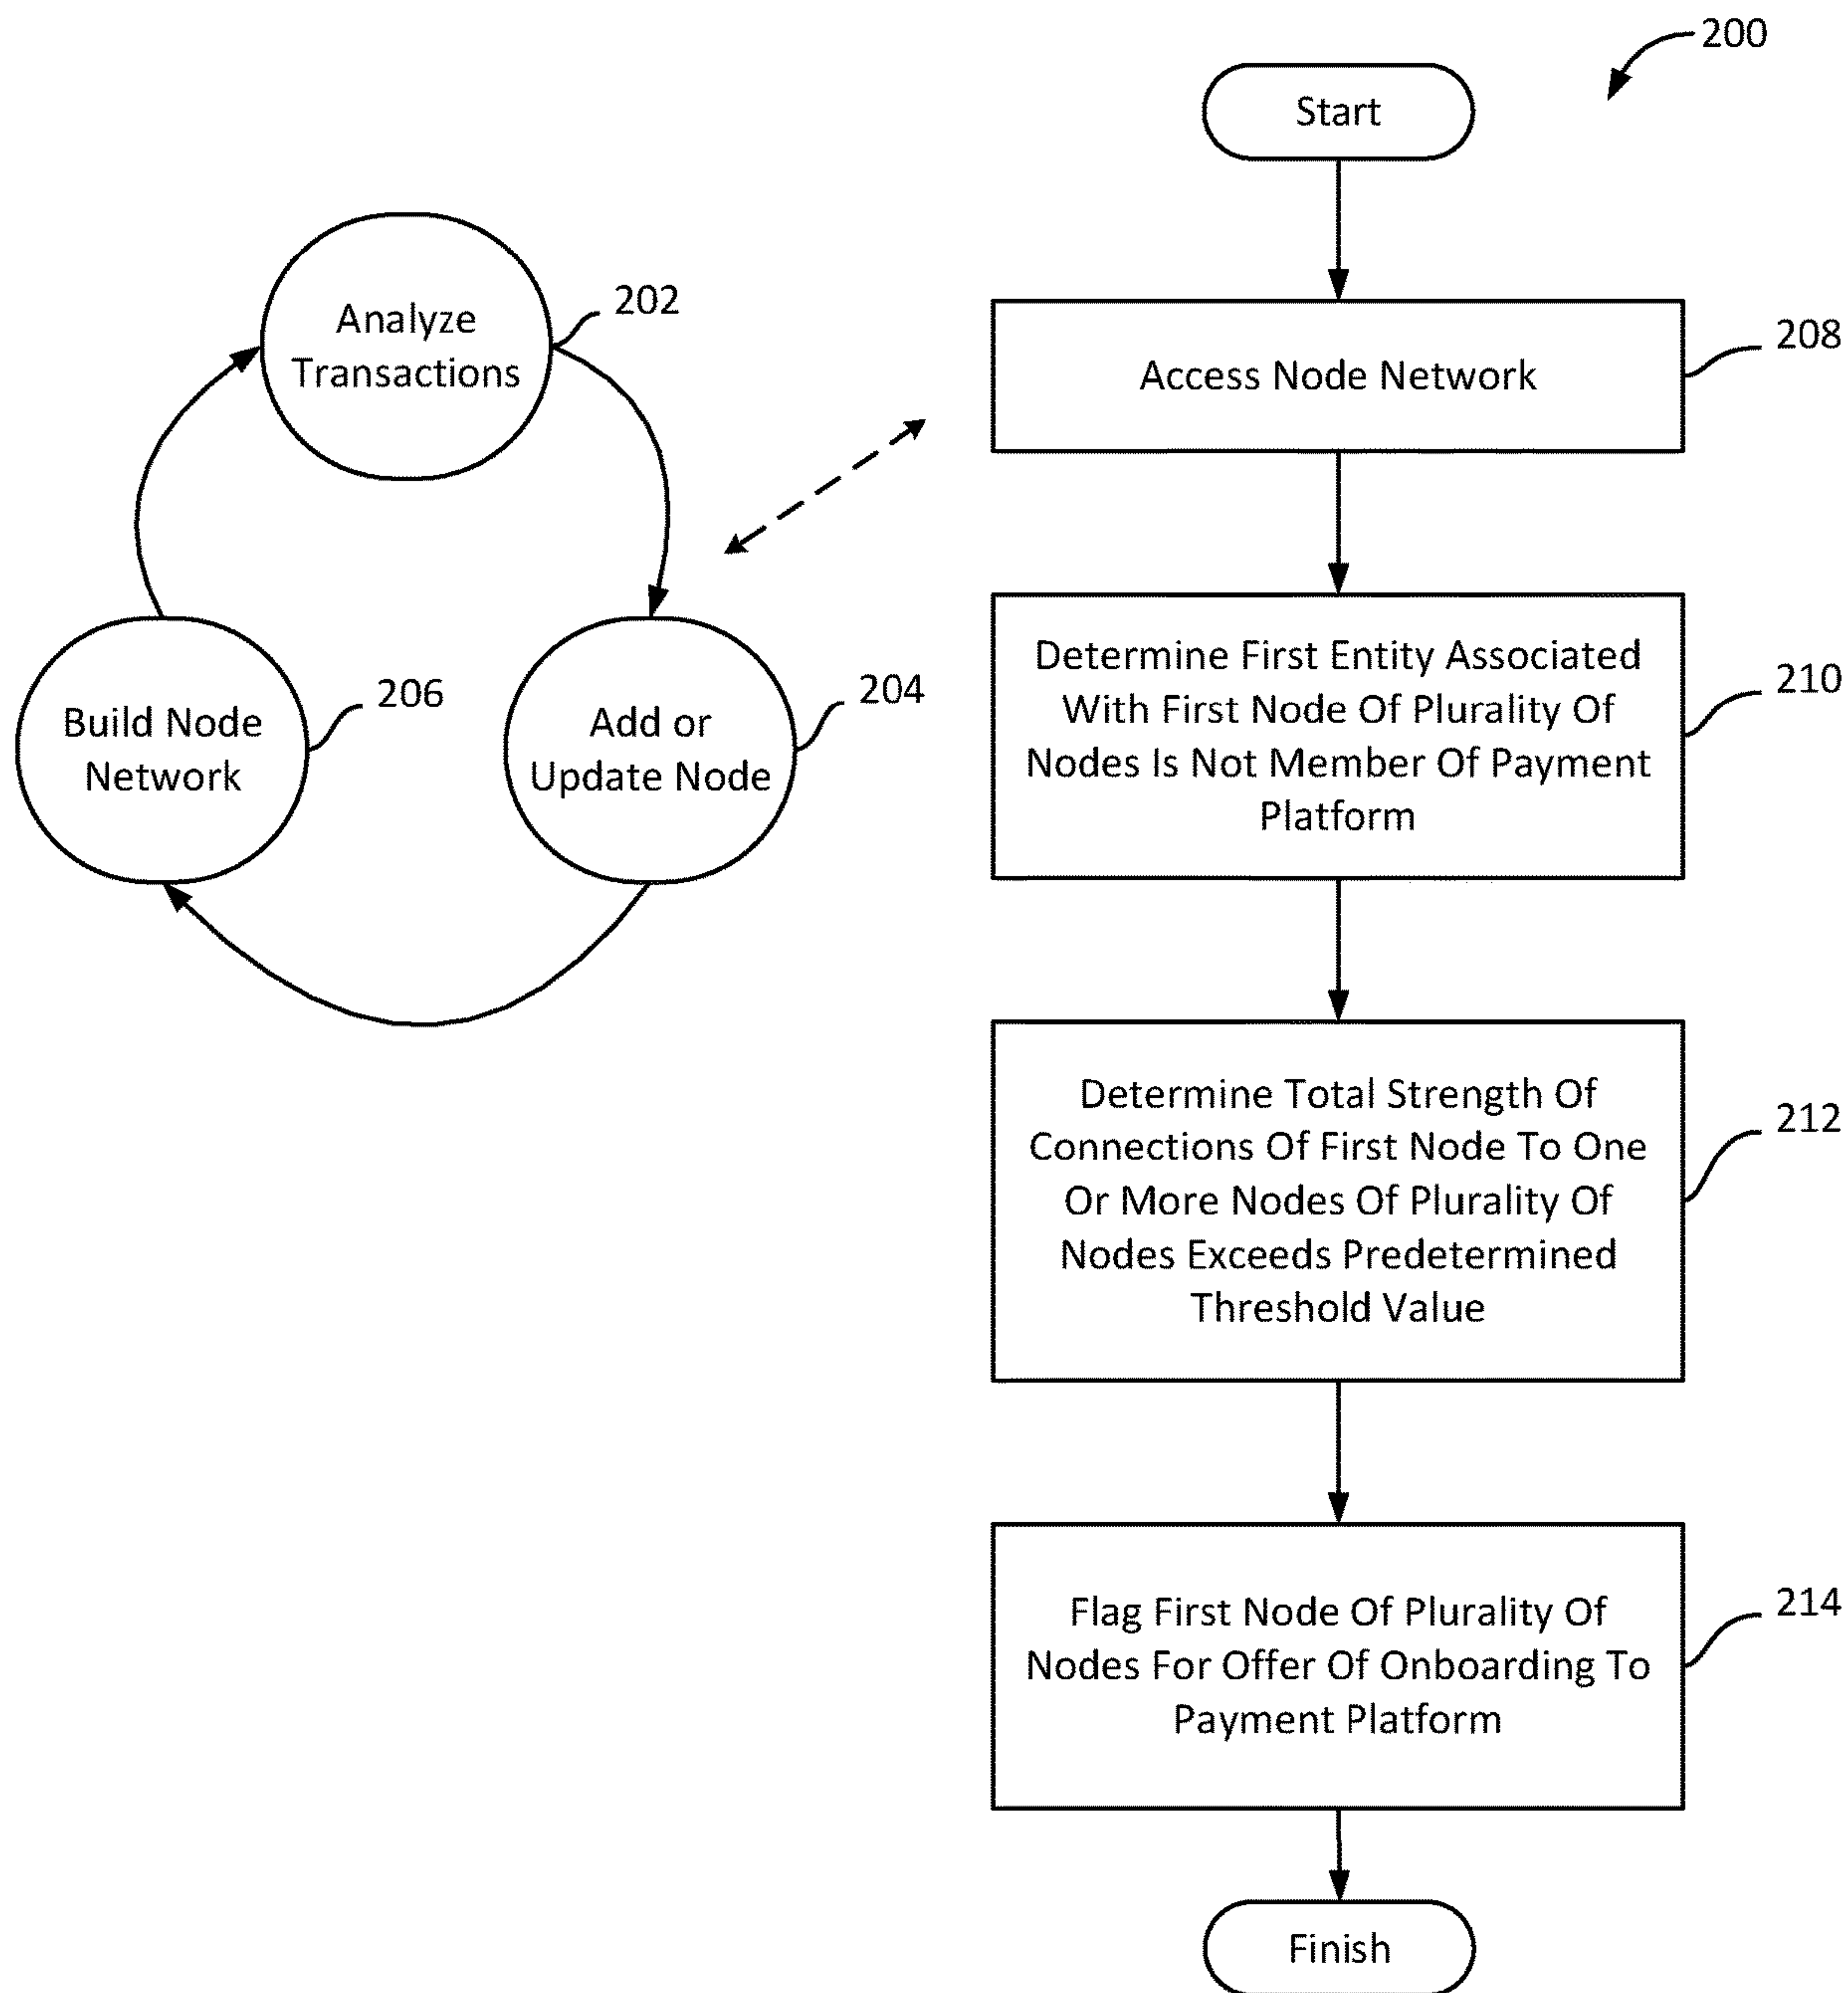 200
Start
Analyze
Transactions
202
Access Node Network
208
Build Node
Network
206
Add or
Update Node
204
Determine First Entity Associated
With First Node Of Plurality Of
Nodes Is Not Member Of Payment
Platform
210
Determine Total Strength Of
Connections Of First Node To One
Or More Nodes Of Plurality Of
Nodes Exceeds Predetermined
Threshold Value
212
Flag First Node Of Plurality Of
Nodes For Offer Of Onboarding To
Payment Platform
214
Finish